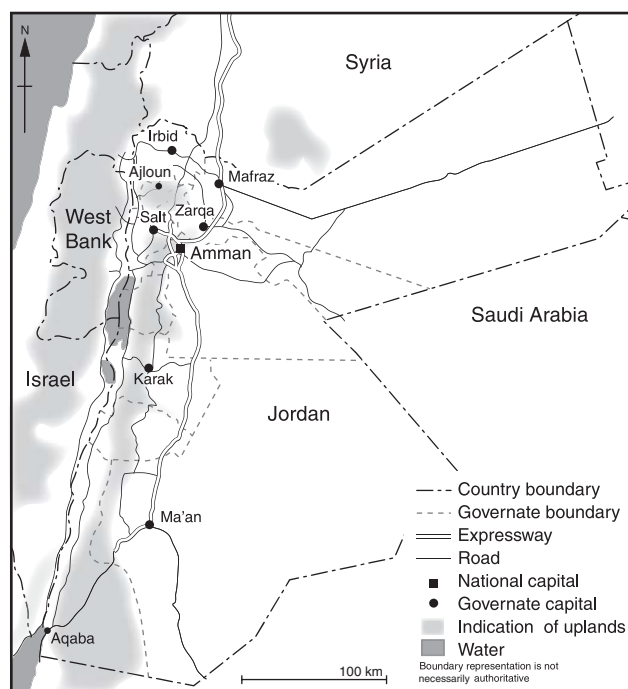 N
Syria
Irbid
Ajloun
Mafraz
West
Bank
Salt
Zarqa
Amman
Saudi Arabia
Israel
Karak
Jordan
Ma'an
Aqaba
Country boundary
Governate boundary
Expressway
Road
National capital
Governate capital
Indication of uplands
Water
Boundary representation is not
necessarily authoritative
100 km